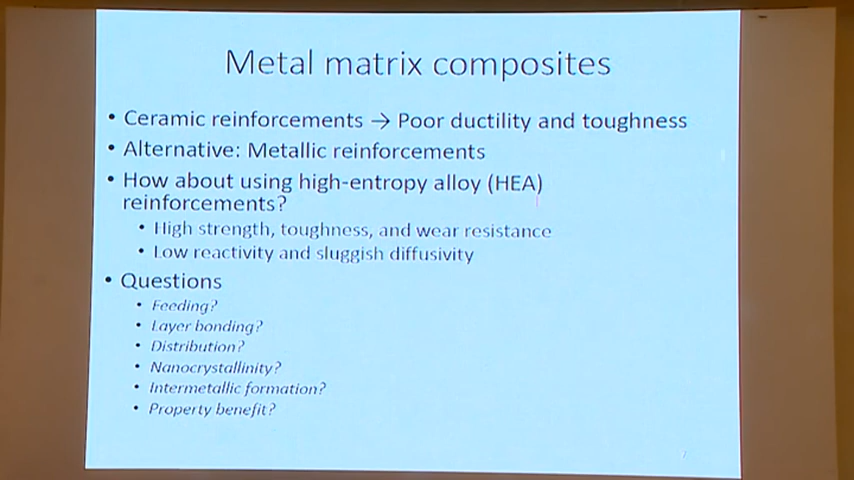 Metal matrix composites
• Ceramic reinforcements → Poor ductility and toughness
• Alternative: Metallic reinforcements
• How about using high-entropy alloy (HEA)
reinforcements?
• High strength, toughness, and wear resistance
• Low reactivity and sluggish diffusivity
• Questions
• Feeding?
• Layer bonding?
• Distribution?
• Nanocrystallinity?
• Intermetallic formation?
• Property benefit?